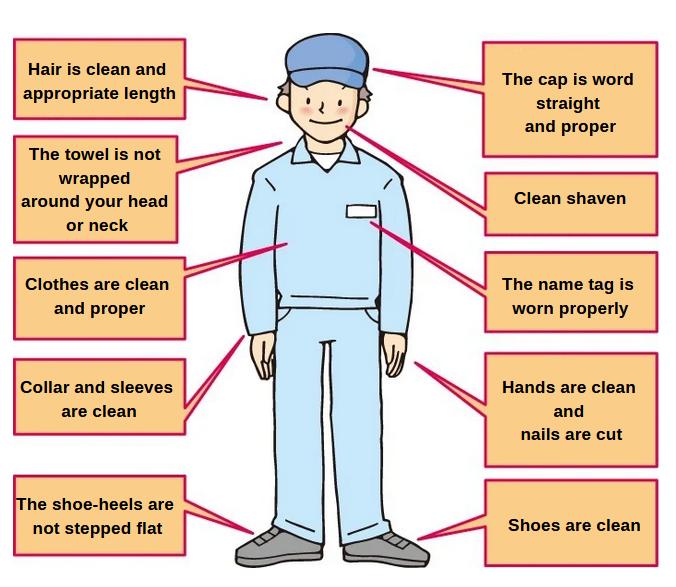 Hair is clean and
appropriate length
The towel is not
wrapped
around your head
or neck
Clothes are clean
and proper
Collar and sleeves
are clean
The shoe-heels are
not stepped flat
The cap is word
straight
and proper
Clean shaven
The name tag is
worn properly
Hands are clean
and
nails are cut
Shoes are clean